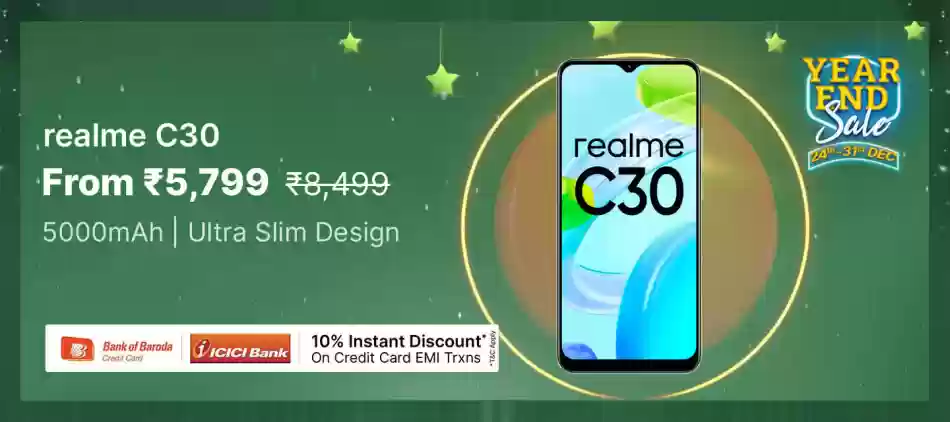 realme C30
From ₹5,799 ₹8,499
5000mAh | Ultra Slim Design
Bank of Baroda
Credit Card
ICICI Bank
10% Instant Discount*
On Credit Card EMI Trxns
*T&C Apply
realme
C30
YEAR
END
Sale
24TH-31ST DEC